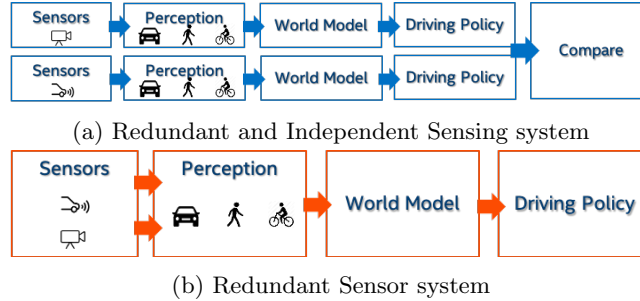 Sensors Perception World Model Driving Policy
Compare
Sensors Perception World Model Driving Policy
(a) Redundant and Independent Sensing system
Sensors Perception World Model Driving Policy
(b) Redundant Sensor system